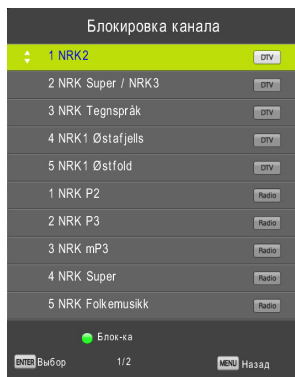 Блокировка канала
1 NRK2 DTV
2 NRK Super / NRK3 DTV
3 NRK Tegnspråk DTV
4 NRK1 Østafjells DTV
5 NRK1 Østfold DTV
1 NRK P2 Radio
2 NRK P3 Radio
3 NRK mP3 Radio
4 NRK Super Radio
5 NRK Folkemusikk Radio
Блок-ка
ENTER Выбор 1/2 MENU Назад